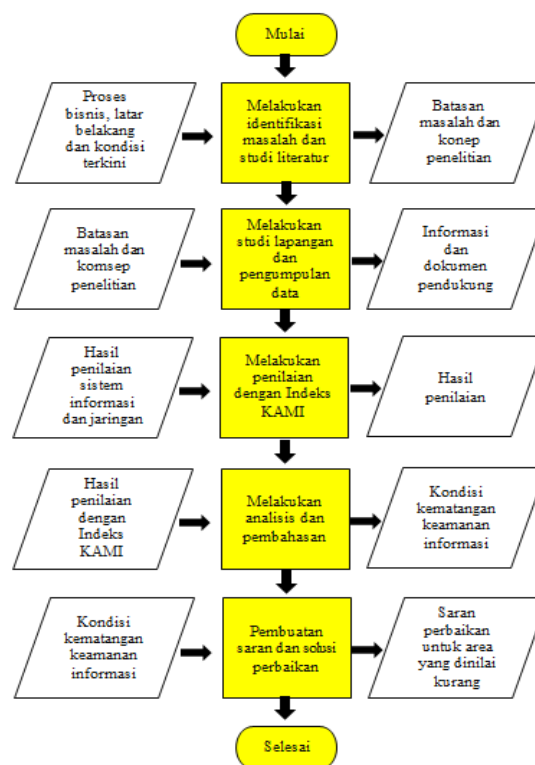 Mulai
Proses
bisnis, latar
belakang
dan kondisi
terkini
Melakukan
identifikasi
masalah dan
studi literatur
Batasan
masalah dan
konep
penelitian
Batasan
masalah dan
komsep
penelitian
Melakukan
studi lapangan
dan
pengumpulan
data
Informasi
dan
dokumen
pendukung
Hasil
penilaian
sistem
informasi
dan jaringan
Melakukan
penilaian
dengan Indeks
KAMI
Hasil
penilaian
Hasil
penilaian
dengan
Indeks
KAMI
Melakukan
analisis dan
pembahasan
Kondisi
kematangan
keamanan
informasi
Kondisi
kematangan
keamanan
informasi
Pembuatan
saran dan solusi
perbaikan
Saran
perbaikan
untuk area
yang dinilai
kurang
Selesai